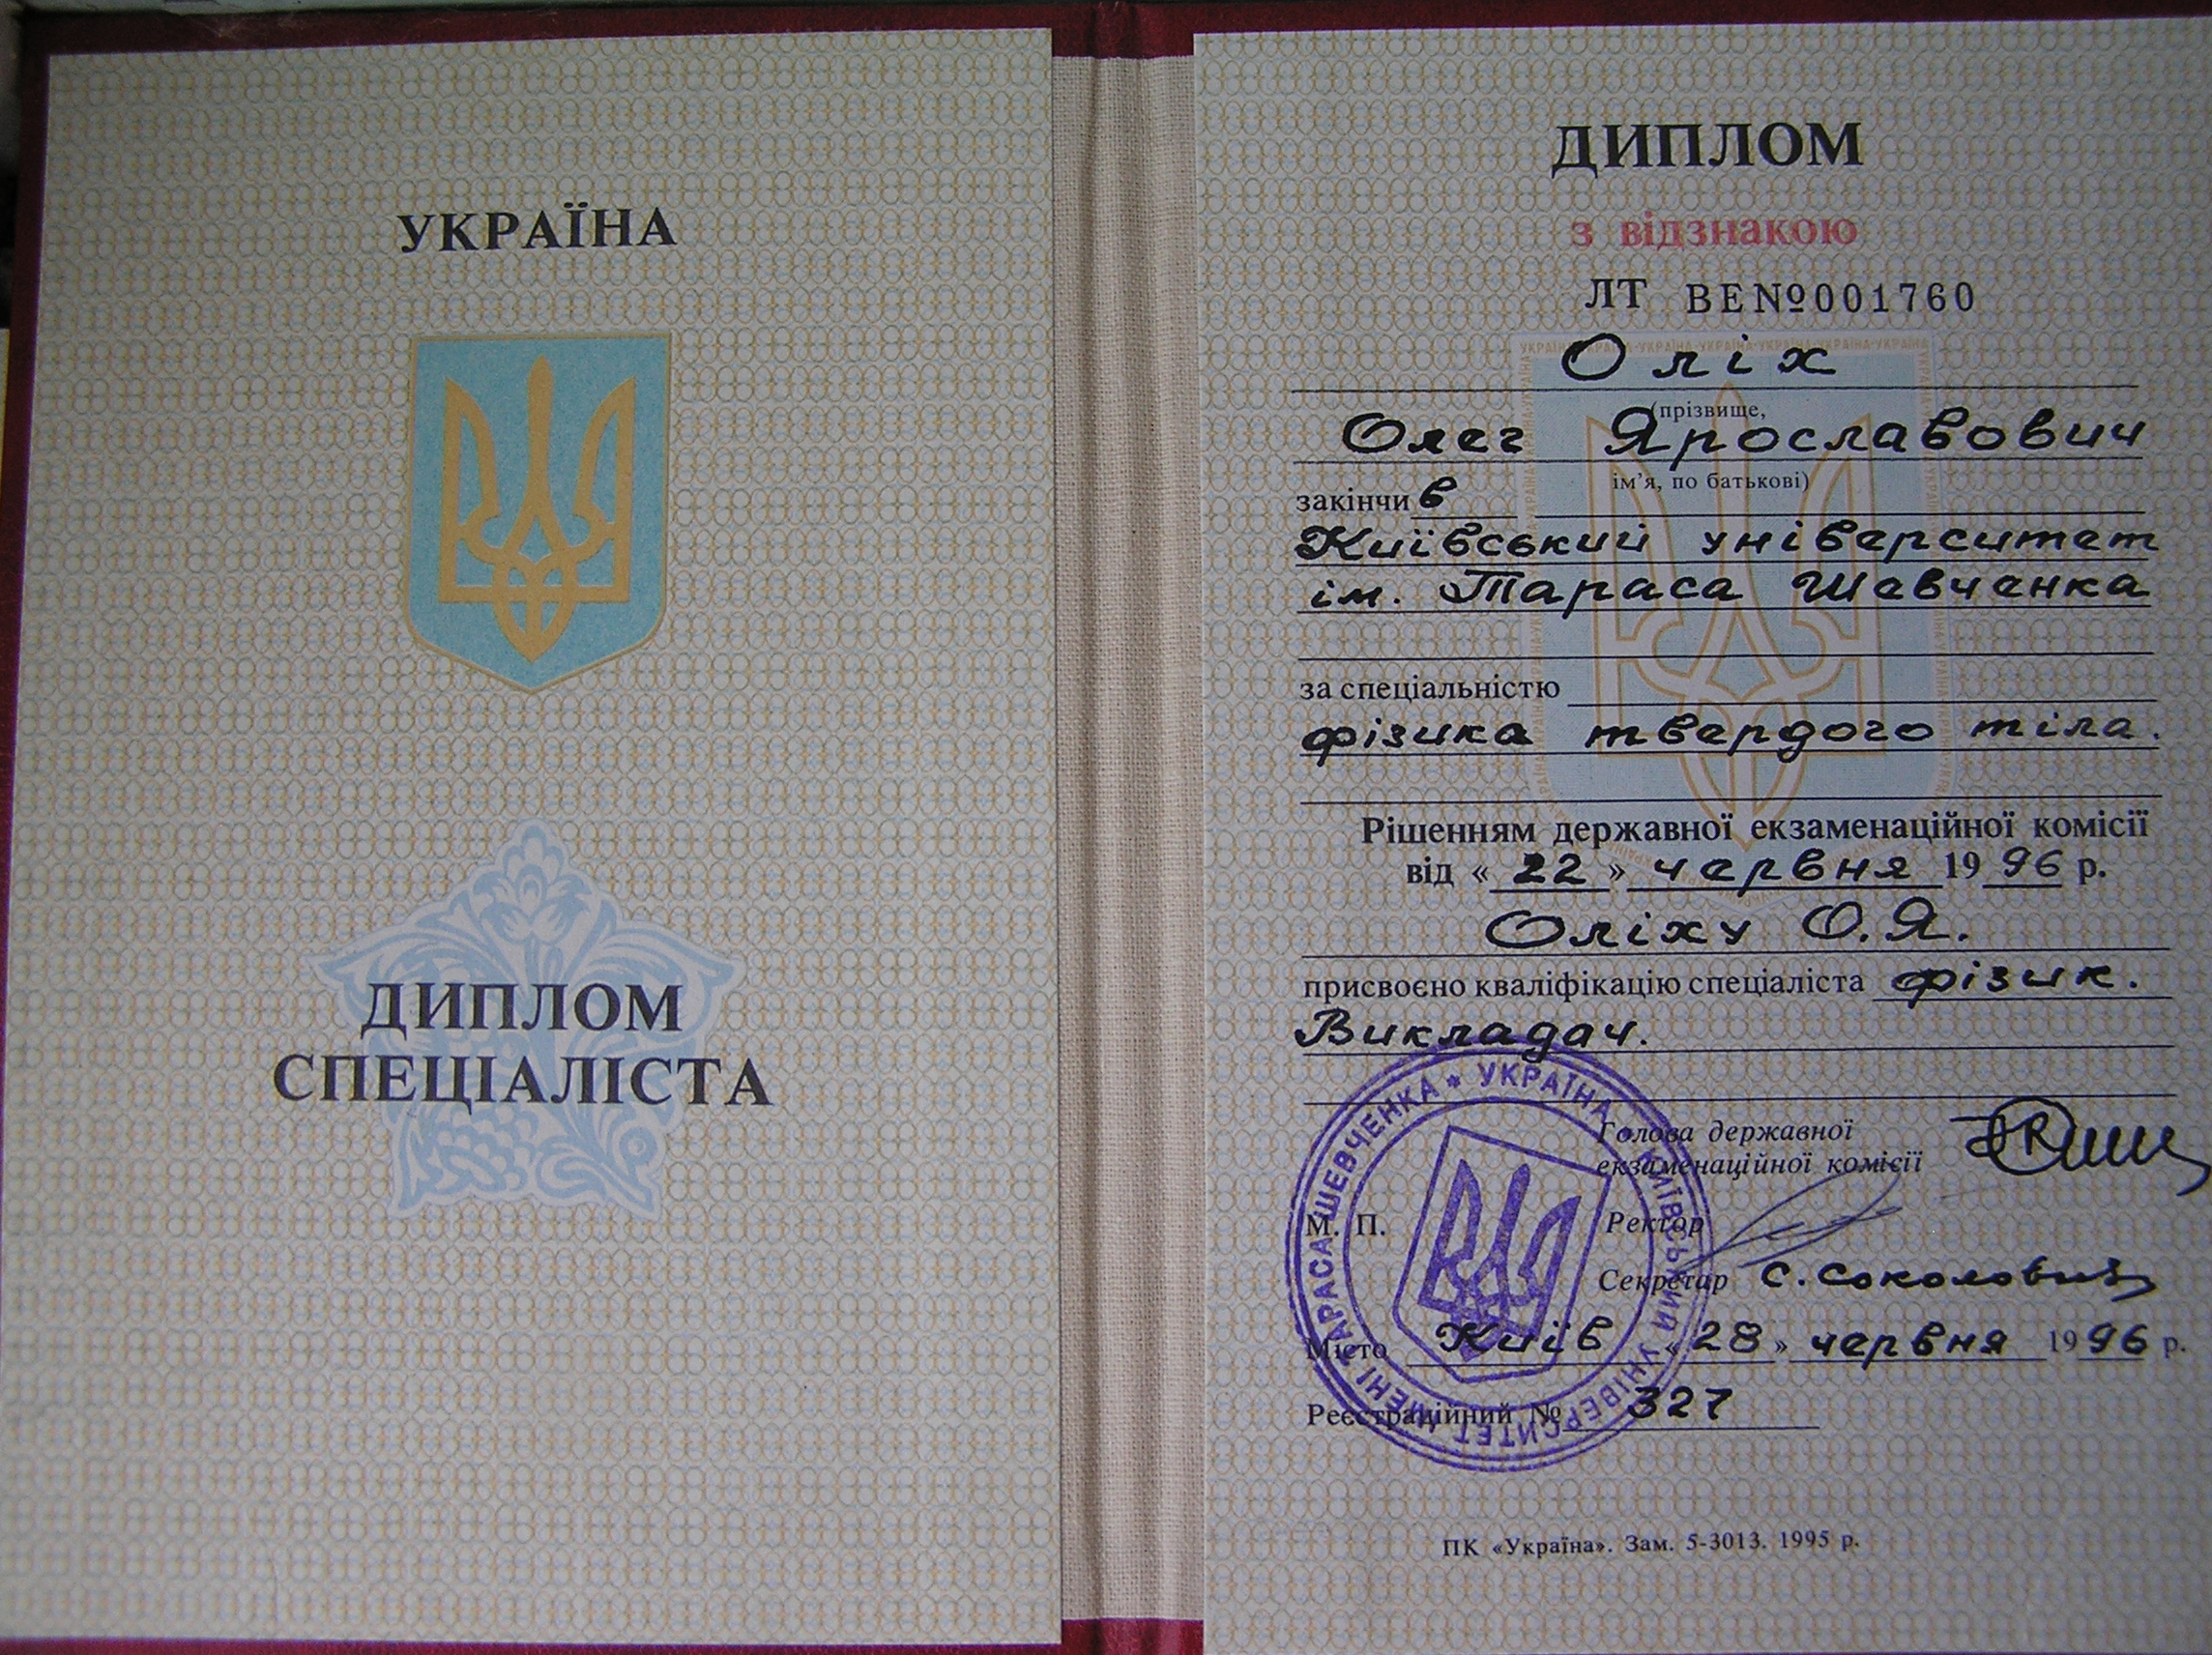 УКРАЇНА
ДИПЛОМ
СПЕЦІАЛІСТА
ДИПЛОМ
з відзнакою
ЛТ ВЕ№001760
Оліх
(прізвище,
Олег Ярославович
ім’я, по батькові)
закінчив
Київський університет
ім. Тараса Шевченка
за спеціальністю
фізика твердого тіла.
Рішенням державної екзаменаційної комісії
від «22» червня 1996 р.
Оліху О.Я.
присвоєно кваліфікацію спеціаліста фізик.
Викладач.
Голова державної
екзаменаційної комісії
М. П.
Ректор
Секретар С. Соколовська
Місто Київ «28» червня 1996 р.
Реєстраційний № 327
УКРАЇНА * КИЇВСЬКИЙ УНІВЕРСИТЕТ ІМЕНІ ТАРАСА ШЕВЧЕНКА *
ПК «Україна». Зам. 5-3013. 1995 р.